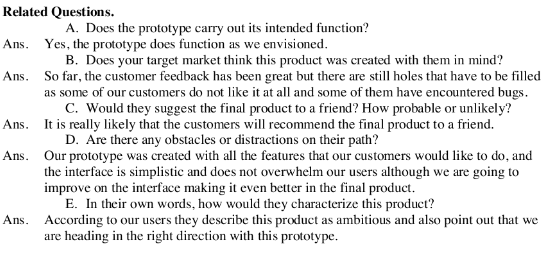 Related Questions.
A. Does the prototype carry out its intended function?
Ans. Yes, the prototype does function as we envisioned.
B. Does your target market think this product was created with them in mind?
Ans. So far, the customer feedback has been great but there are still holes that have to be filled
as some of our customers do not like it at all and some of them have encountered bugs.
C. Would they suggest the final product to a friend? How probable or unlikely?
Ans. It is really likely that the customers will recommend the final product to a friend.
D. Are there any obstacles or distractions on their path?
Ans. Our prototype was created with all the features that our customers would like to do, and
the interface is simplistic and does not overwhelm our users although we are going to
improve on the interface making it even better in the final product.
E. In their own words, how would they characterize this product?
Ans. According to our users they describe this product as ambitious and also point out that we
are heading in the right direction with this prototype.